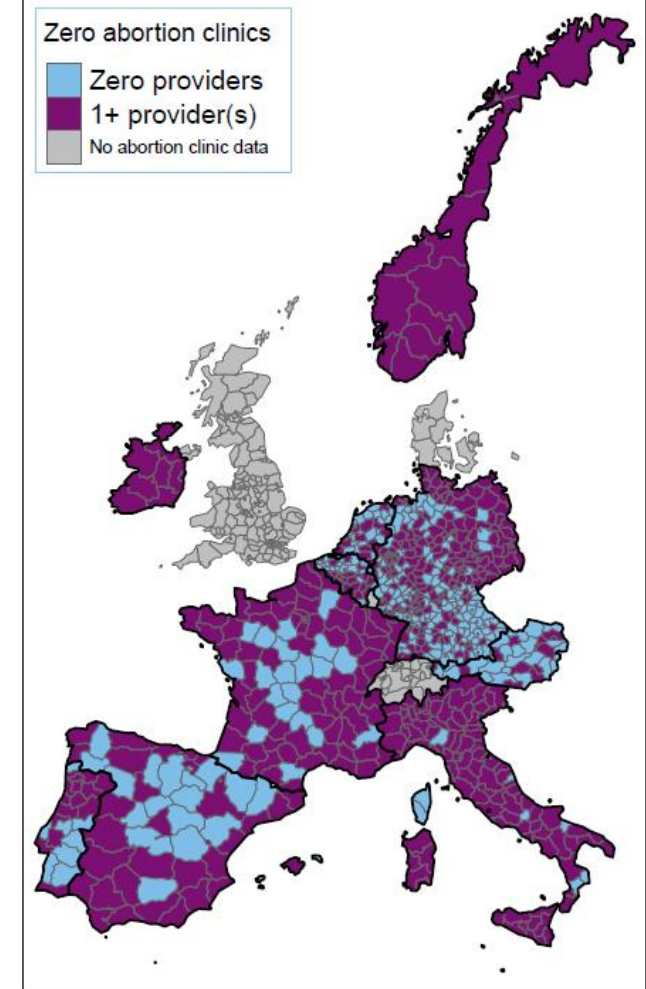 Zero abortion clinics
Zero providers
1+ provider(s)
No abortion clinic data